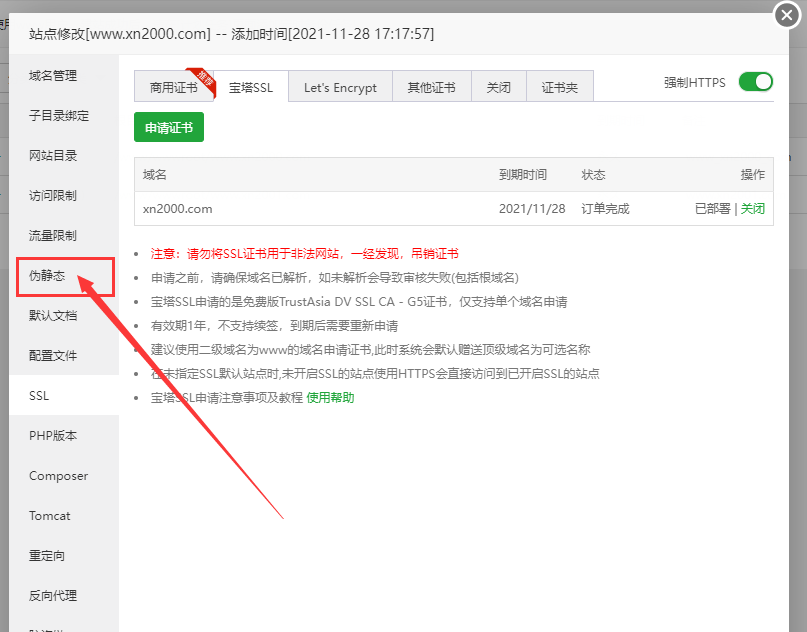 站点修改[www.xn2000.com] -- 添加时间[2021-11-28 17:17:57]
域名管理
子目录绑定
网站目录
访问限制
流量限制
伪静态
默认文档
配置文件
SSL
PHP版本
Composer
Tomcat
重定向
反向代理
商用证书 推荐 宝塔SSL Let's Encrypt 其他证书 关闭 证书夹 强制HTTPS
申请证书
域名 到期时间 状态 操作
xn2000.com 2021/11/28 订单完成 已部署 | 关闭
注意：请勿将SSL证书用于非法网站，一经发现，吊销证书
申请之前，请确保域名已解析，如未解析会导致审核失败(包括根域名)
宝塔SSL申请的是免费版TrustAsia DV SSL CA - G5证书，仅支持单个域名申请
有效期1年，不支持续签，到期后需要重新申请
建议使用二级域名为www的域名申请证书,此时系统会默认赠送顶级域名为可选名称
在未指定SSL默认站点时,未开启SSL的站点使用HTTPS会直接访问到已开启SSL的站点
宝塔SSL申请注意事项及教程 使用帮助